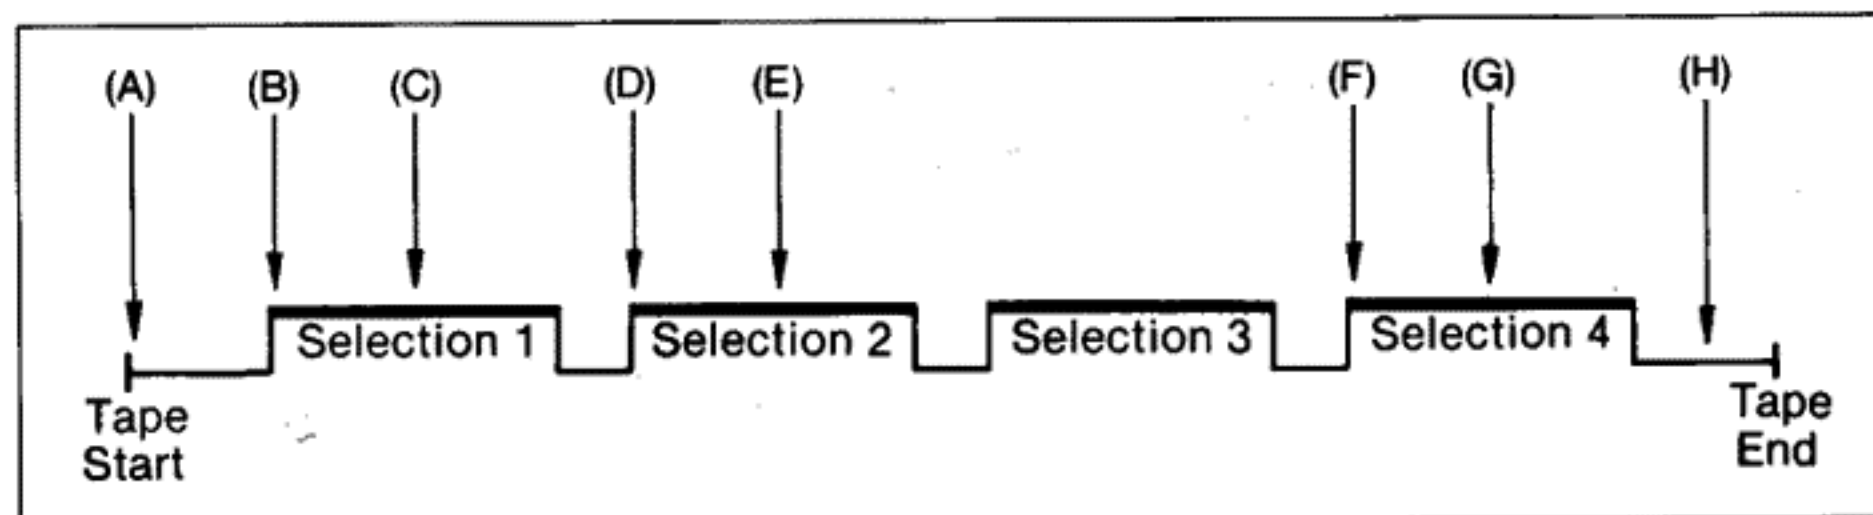 (A) (B) (C) (D) (E) (F) (G) (H)
Selection 1 Selection 2 Selection 3 Selection 4
Tape Start
Tape End